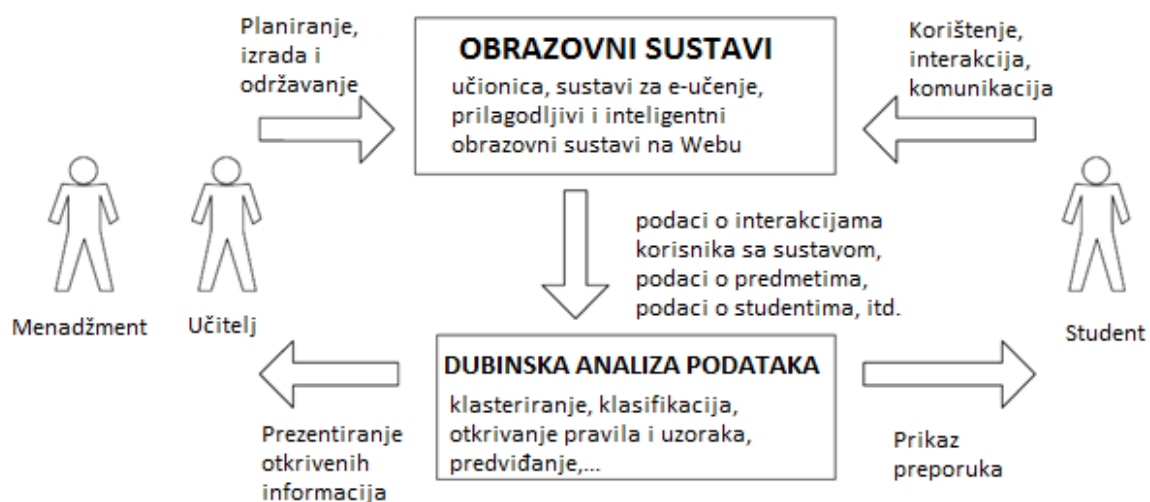 Planiranje,
izrada i
održavanje
OBRAZOVNI SUSTAVI
učionica, sustavi za e-učenje,
prilagodljivi i inteligentni
obrazovni sustavi na Webu
Korištenje,
interakcija,
komunikacija
podaci o interakcijama
korisnika sa sustavom,
podaci o predmetima,
podaci o studentima, itd.
Menadžment
Učitelj
Student
DUBINSKA ANALIZA PODATAKA
klasteriranje, klasifikacija,
otkrivanje pravila i uzoraka,
predviđanje,...
Prezentiranje
otkrivenih
informacija
Prikaz
preporuka